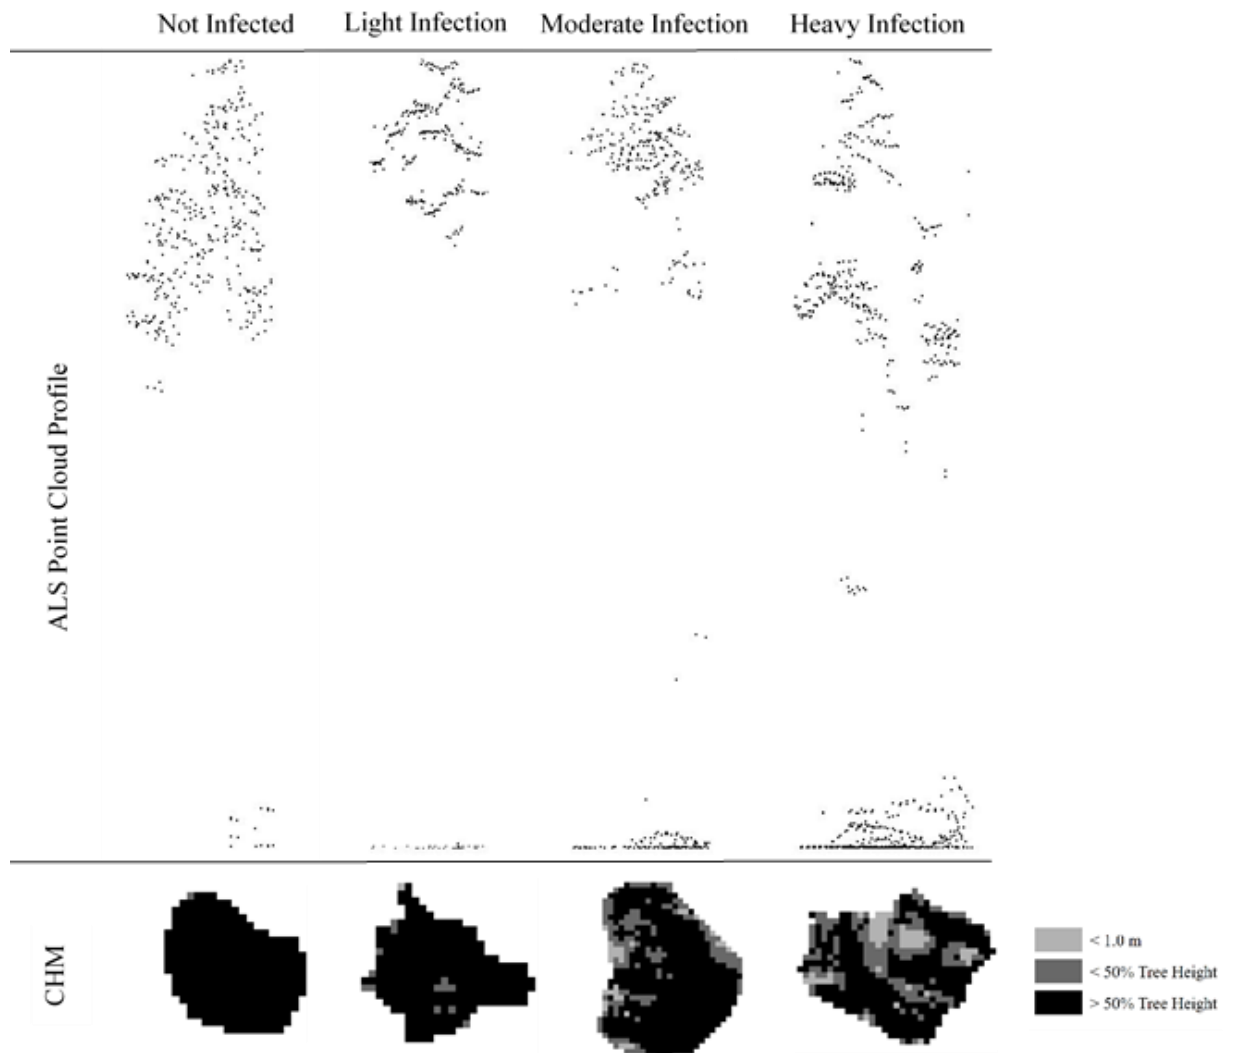 Not Infected
Light Infection
Moderate Infection
Heavy Infection
ALS Point Cloud Profile
CHM
< 1.0 m
< 50% Tree Height
> 50% Tree Height